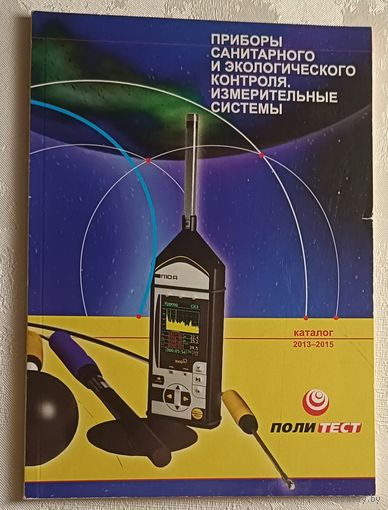 ПРИБОРЫ
САНИТАРНОГО
И ЭКОЛОГИЧЕСКОГО
КОНТРОЛЯ.
ИЗМЕРИТЕЛЬНЫЕ
СИСТЕМЫ
каталог
2013–2015
ПОЛИТЕСТ